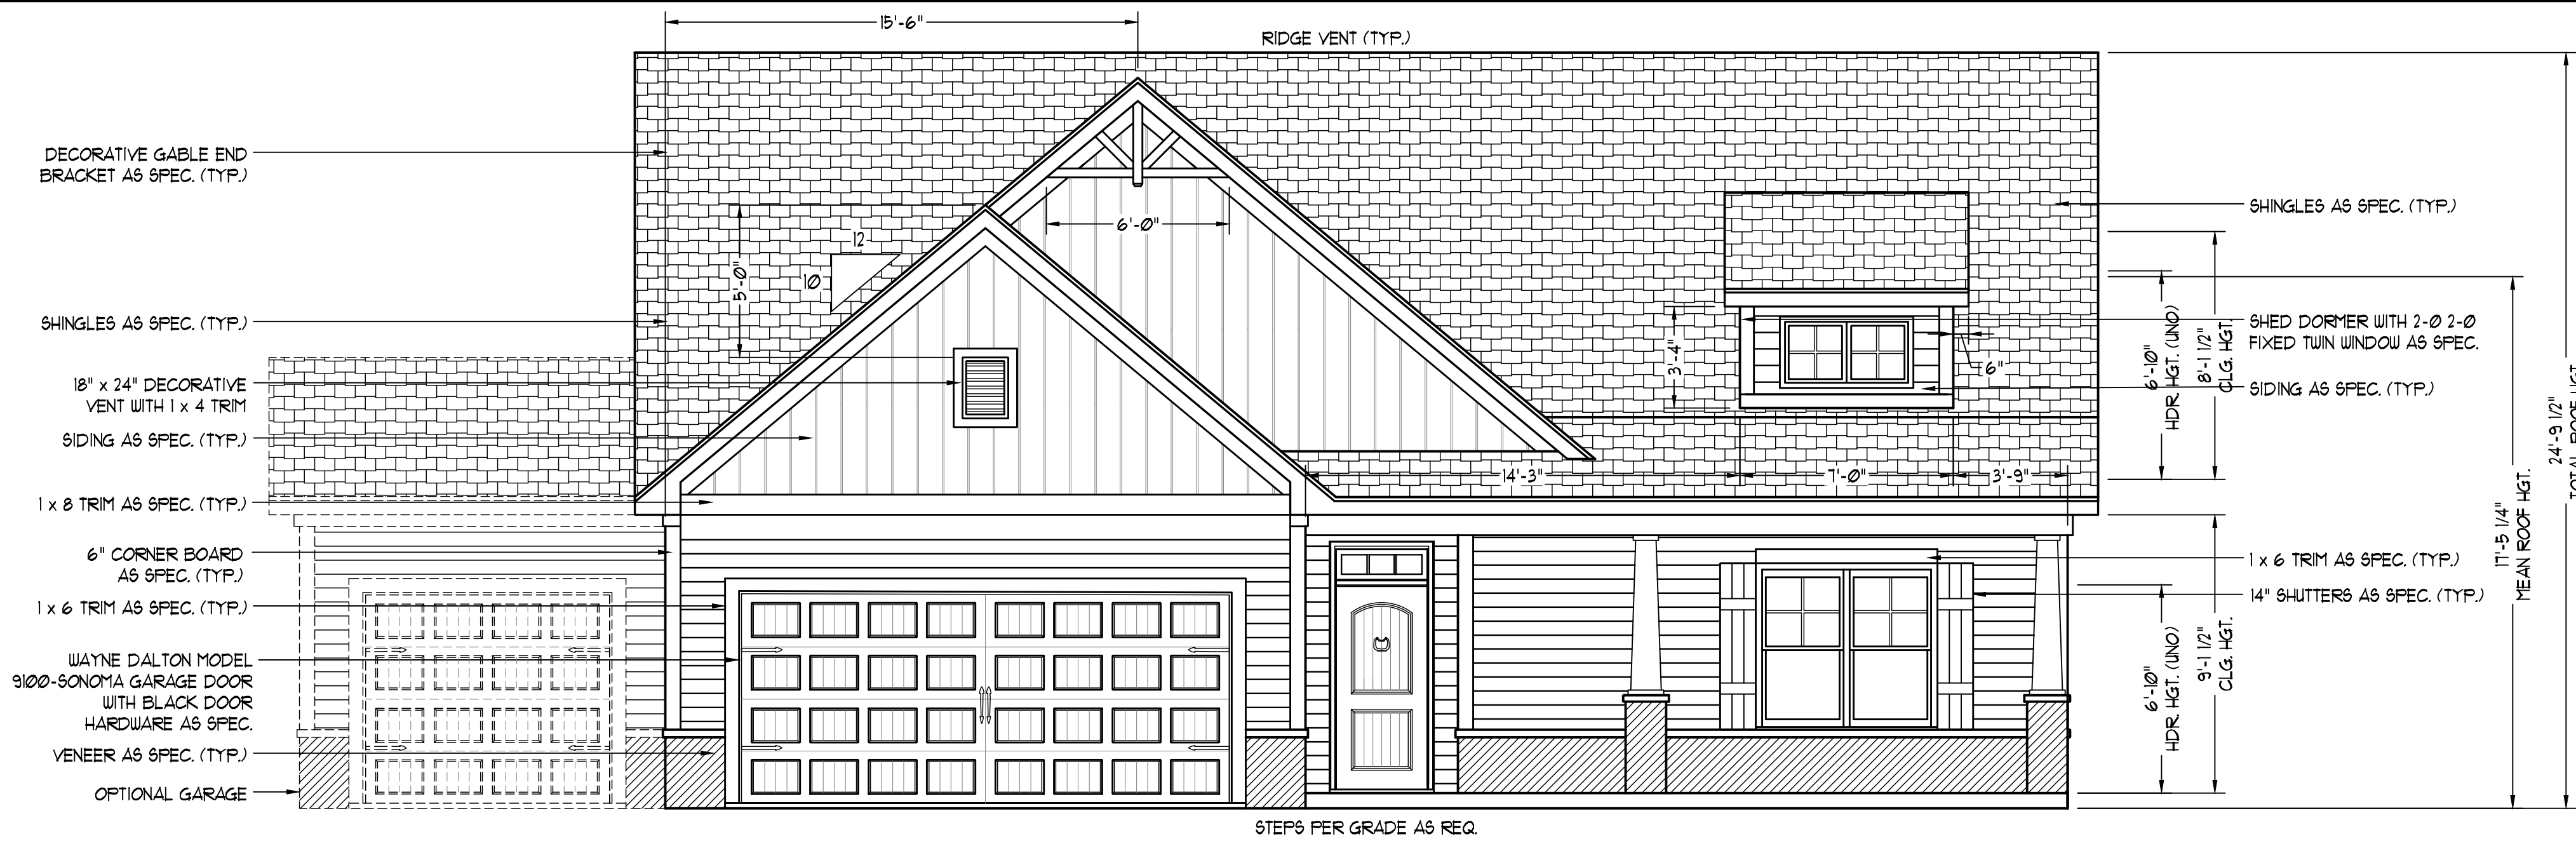 15'-6"
RIDGE VENT (TYP.)
DECORATIVE GABLE END
BRACKET AS SPEC. (TYP.)
SHINGLES AS SPEC. (TYP.)
6'-0"
12
10
5'-0"
SHINGLES AS SPEC. (TYP.)
SHED DORMER WITH 2-0 2-0
FIXED TWIN WINDOW AS SPEC.
3'-4"
6"
6'-10"
HDR. HGT. (UNO)
8'-1 1/2"
CLG. HGT.
18" x 24" DECORATIVE
VENT WITH 1 x 4 TRIM
SIDING AS SPEC. (TYP.)
SIDING AS SPEC. (TYP.)
24'-9 1/2"
TOTAL ROOF HGT.
14'-3"
7'-0"
3'-9"
1 x 8 TRIM AS SPEC. (TYP.)
17'-5 1/4"
MEAN ROOF HGT.
6" CORNER BOARD
AS SPEC. (TYP.)
1 x 6 TRIM AS SPEC. (TYP.)
1 x 6 TRIM AS SPEC. (TYP.)
14" SHUTTERS AS SPEC. (TYP.)
WAYNE DALTON MODEL
9100-SONOMA GARAGE DOOR
WITH BLACK DOOR
HARDWARE AS SPEC.
6'-10"
HDR. HGT. (UNO)
9'-1 1/2"
CLG. HGT.
VENEER AS SPEC. (TYP.)
OPTIONAL GARAGE
STEPS PER GRADE AS REQ.